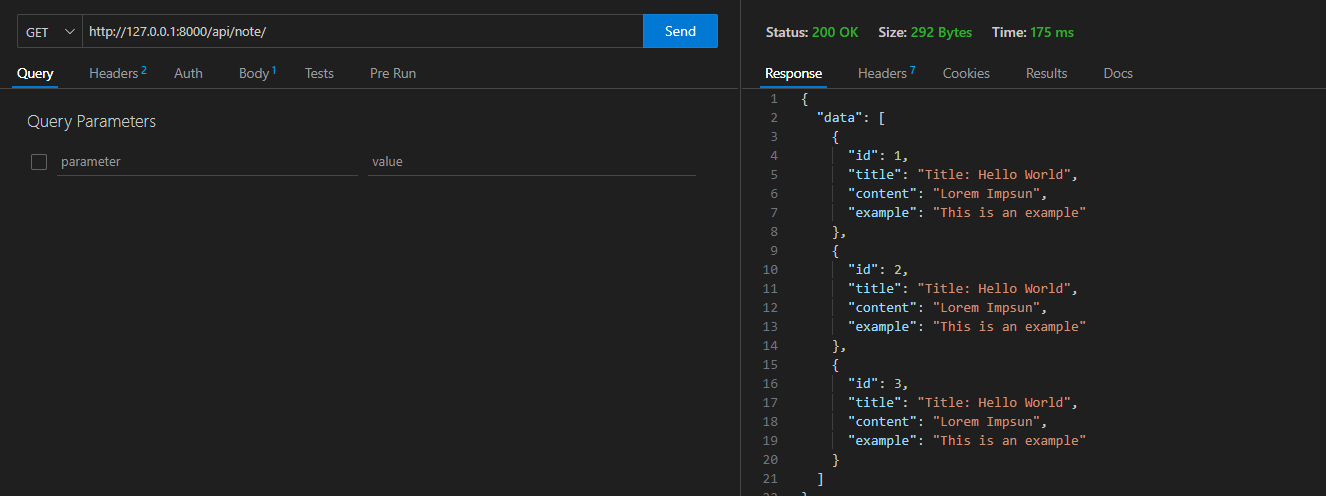 GET http://127.0.0.1:8000/api/note/ Send
Query Headers 2 Auth Body 1 Tests Pre Run
Query Parameters
parameter value
Status: 200 OK Size: 292 Bytes Time: 175 ms
Response Headers 7 Cookies Results Docs
1 {
2 "data": [
3 {
4 "id": 1,
5 "title": "Title: Hello World",
6 "content": "Lorem Impsun",
7 "example": "This is an example"
8 },
9 {
10 "id": 2,
11 "title": "Title: Hello World",
12 "content": "Lorem Impsun",
13 "example": "This is an example"
14 },
15 {
16 "id": 3,
17 "title": "Title: Hello World",
18 "content": "Lorem Impsun",
19 "example": "This is an example"
20 }
21 ]
22 }